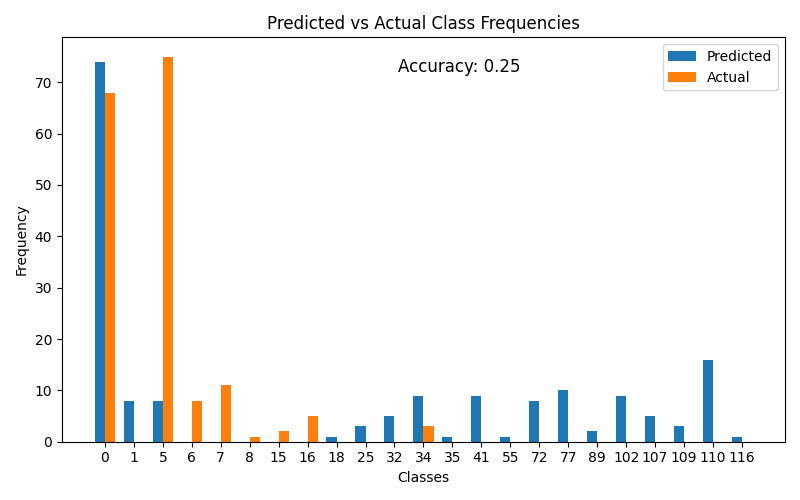 Predicted vs Actual Class Frequencies
Accuracy: 0.25
Predicted
Actual
Frequency
70
60
50
40
30
20
10
0
0 1 5 6 7 8 15 16 18 25 32 34 35 41 55 72 77 89 102 107 109 110 116
Classes